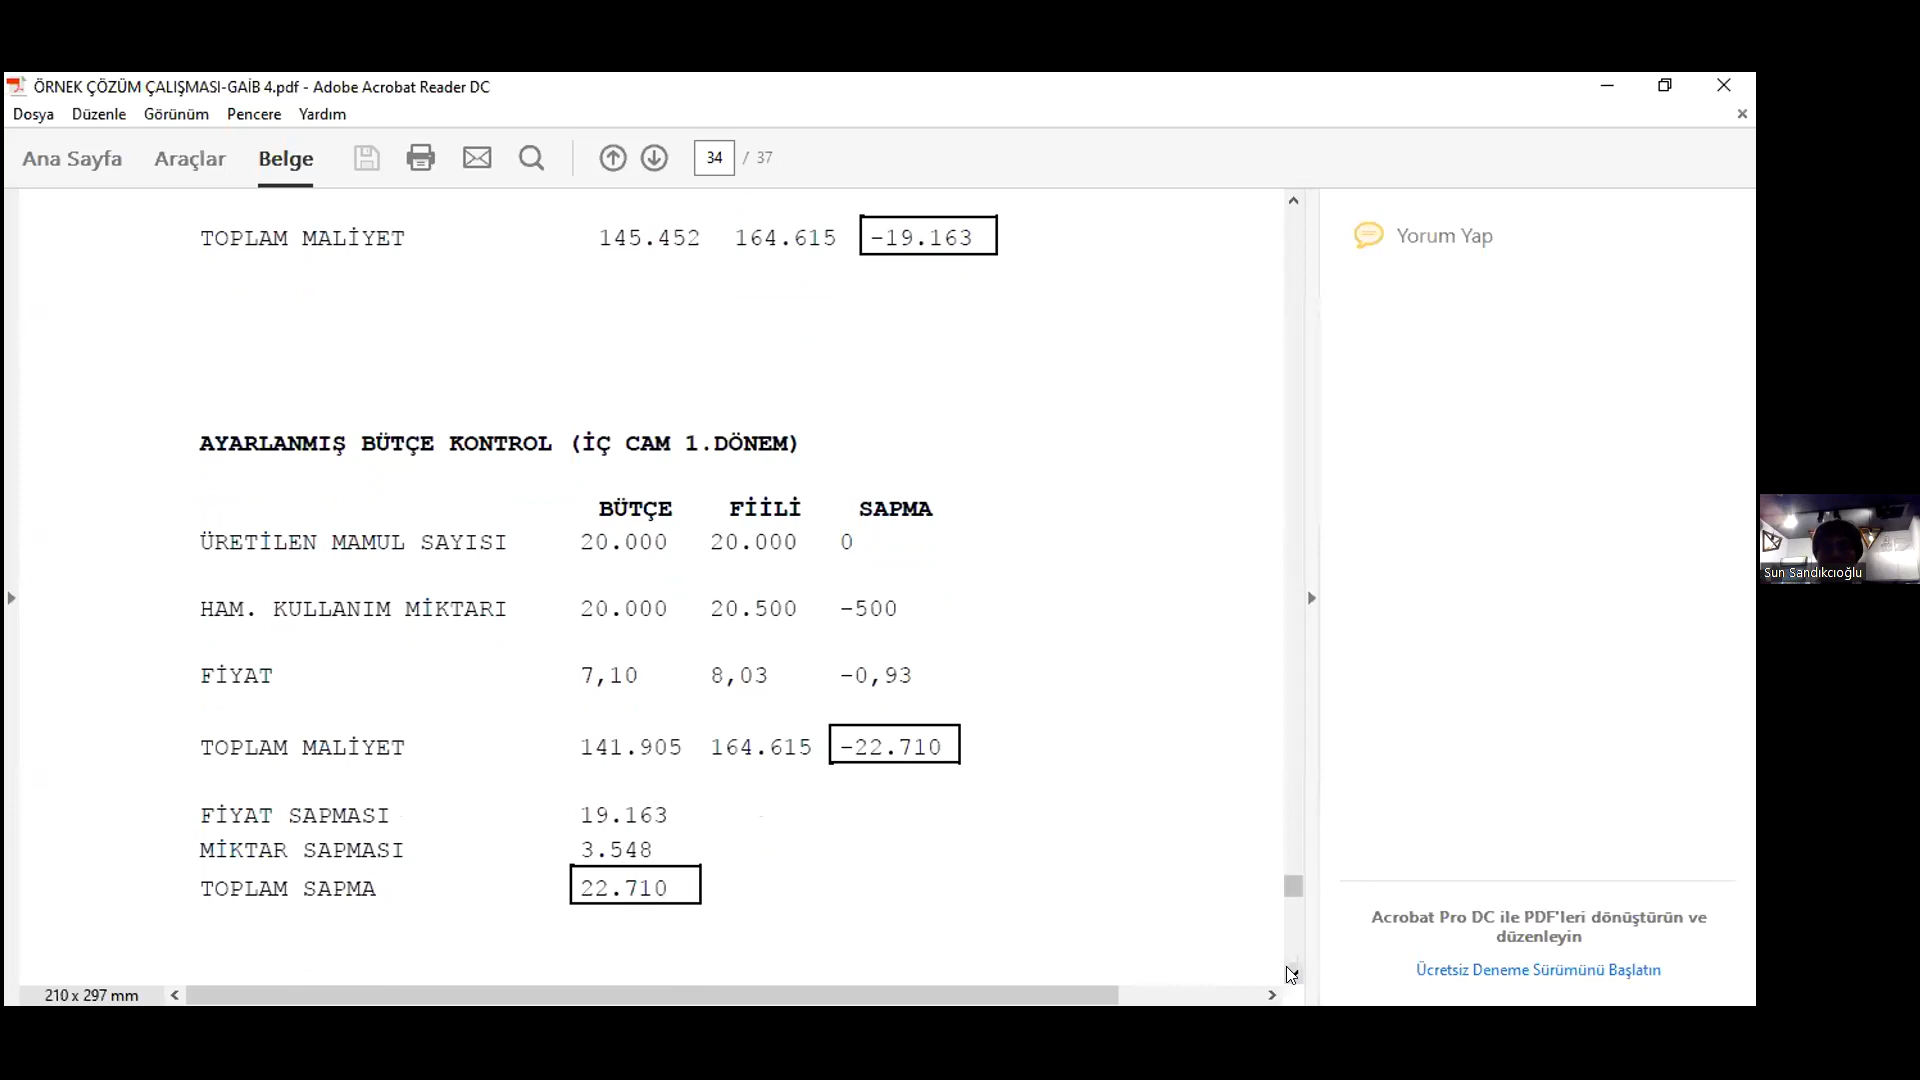 ÖRNEK ÇÖZÜM ÇALIŞMASI-GAİB 4.pdf - Adobe Acrobat Reader DC
Dosya Düzenle Görünüm Pencere Yardım
Ana Sayfa Araçlar Belge 34 / 37
TOPLAM MALİYET 145.452 164.615 -19.163
Yorum Yap
AYARLANMIŞ BÜTÇE KONTROL (İÇ CAM 1.DÖNEM)
BÜTÇE FİİLİ SAPMA
ÜRETİLEN MAMUL SAYISI 20.000 20.000 0
HAM. KULLANIM MİKTARI 20.000 20.500 -500
FİYAT 7,10 8,03 -0,93
TOPLAM MALİYET 141.905 164.615 -22.710
FİYAT SAPMASI 19.163
MİKTAR SAPMASI 3.548
TOPLAM SAPMA 22.710
Sun Sandıkcıoğlu
Acrobat Pro DC ile PDF'leri dönüştürün ve
düzenleyin
Ücretsiz Deneme Sürümünü Başlatın
210 x 297 mm